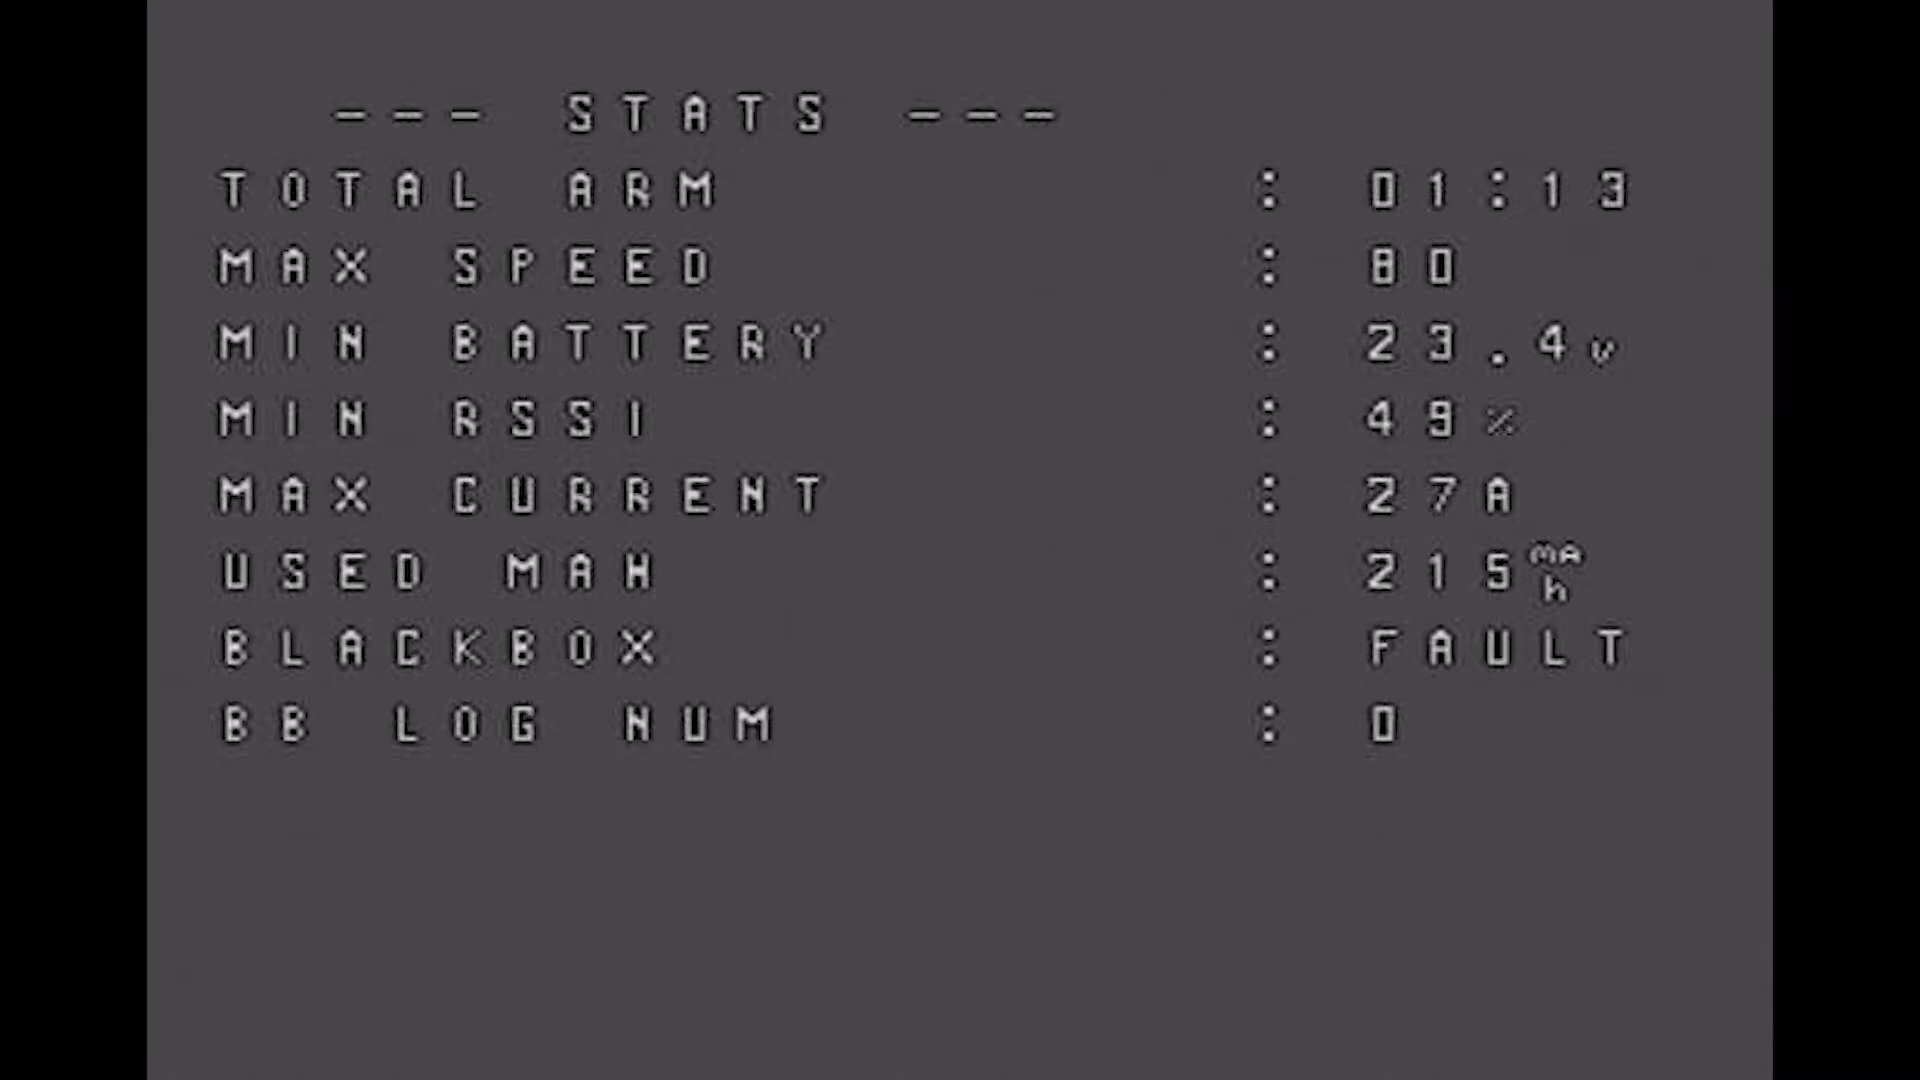 --- STATS ---
TOTAL ARM : 01:13
MAX SPEED : 80
MIN BATTERY : 23.4v
MIN RSSI : 49%
MAX CURRENT : 27A
USED MAH : 215mAh
BLACKBOX : FAULT
BB LOG NUM : 0